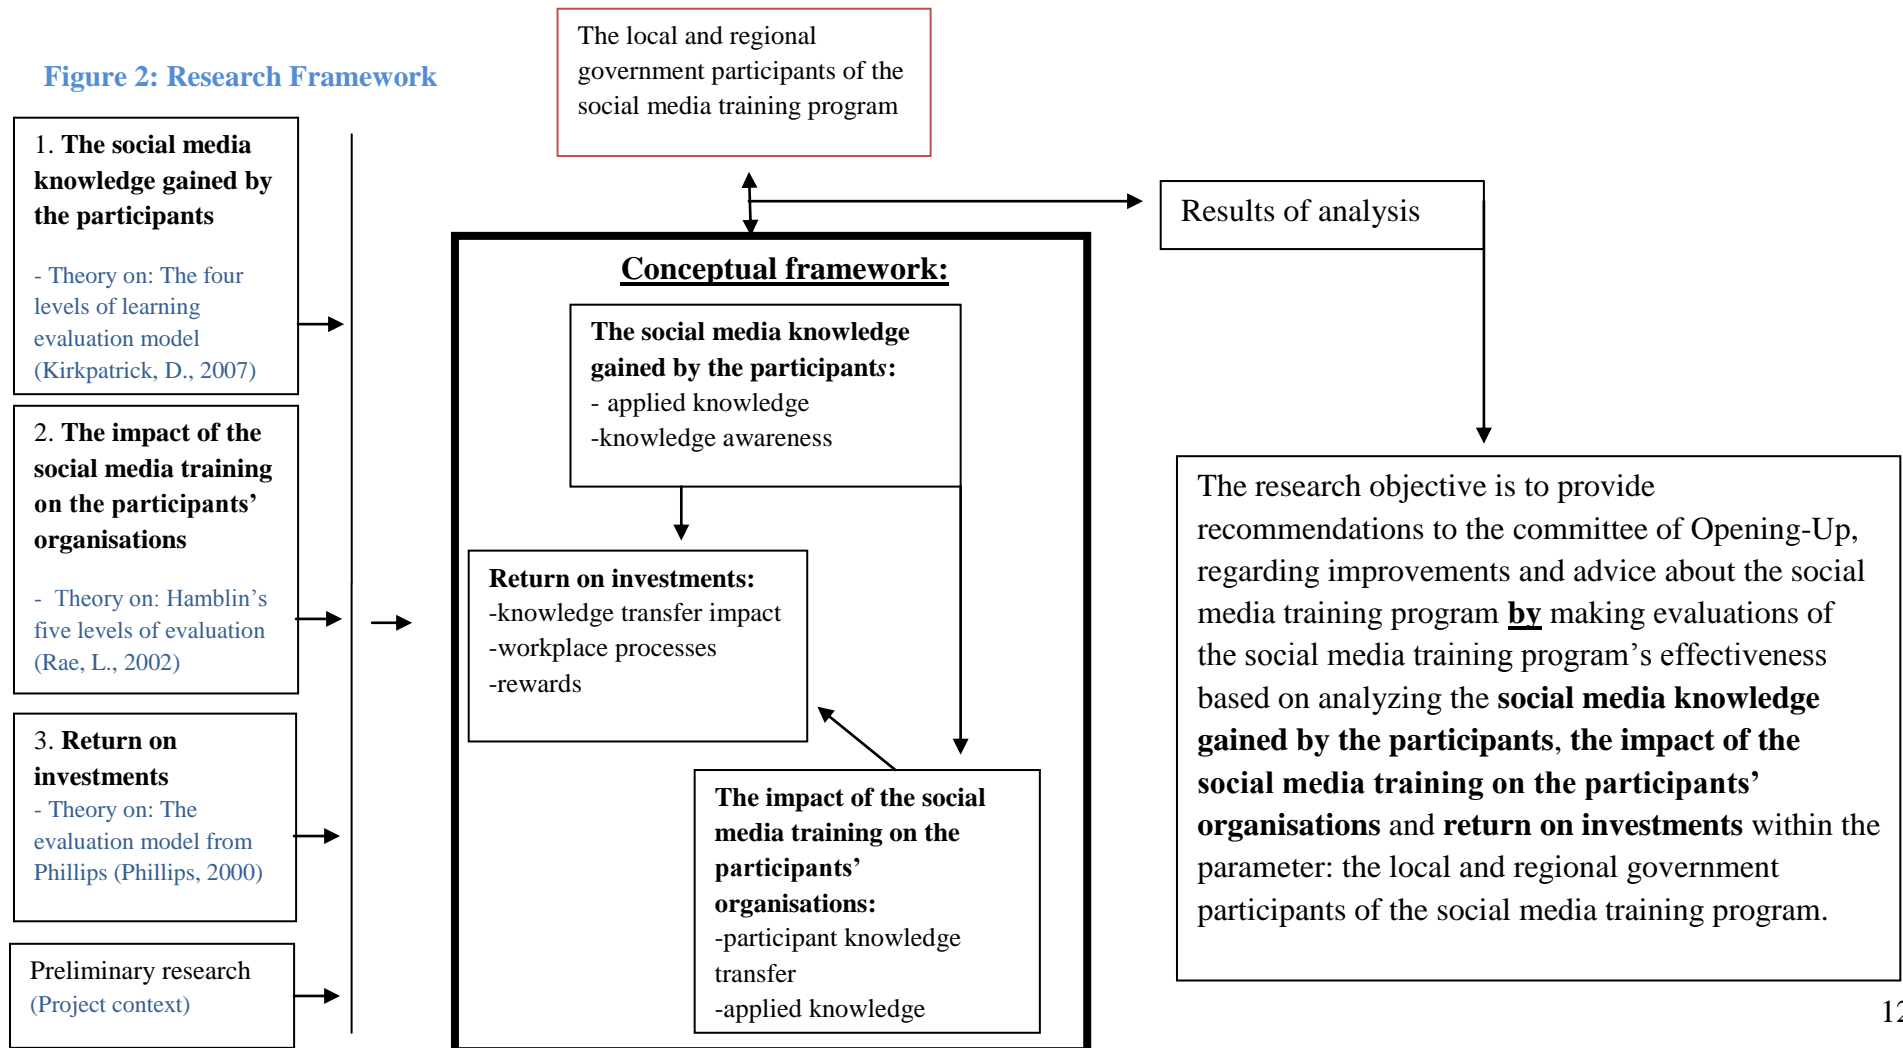 Figure 2: Research Framework
The local and regional
government participants of the
social media training program
1. The social media
knowledge gained by
the participants
- Theory on: The four
levels of learning
evaluation model
(Kirkpatrick, D., 2007)
2. The impact of the
social media training
on the participants’
organisations
- Theory on: Hamblin’s
five levels of evaluation
(Rae, L., 2002)
3. Return on
investments
- Theory on: The
evaluation model from
Phillips (Phillips, 2000)
Preliminary research
(Project context)
Conceptual framework:
The social media knowledge
gained by the participants:
- applied knowledge
-knowledge awareness
Return on investments:
-knowledge transfer impact
-workplace processes
-rewards
The impact of the social
media training on the
participants’
organisations:
-participant knowledge
transfer
-applied knowledge
Results of analysis
The research objective is to provide
recommendations to the committee of Opening-Up,
regarding improvements and advice about the social
media training program by making evaluations of
the social media training program’s effectiveness
based on analyzing the social media knowledge
gained by the participants, the impact of the
social media training on the participants’
organisations and return on investments within the
parameter: the local and regional government
participants of the social media training program.
12